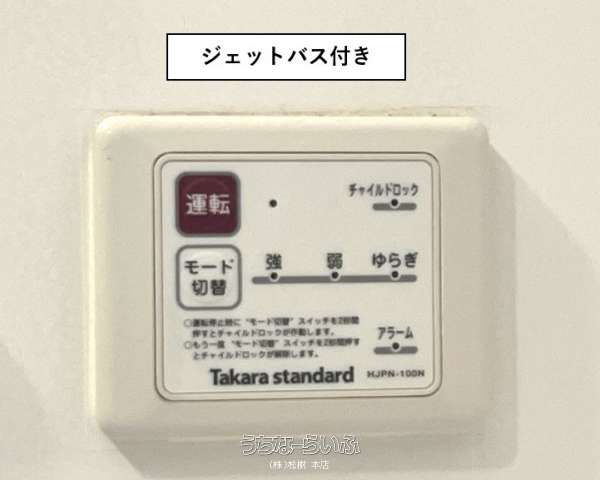 ジェットバス付き
運転
チャイルドロック
モード
切替
強 弱 ゆらぎ
○運転停止時に"モード切替"スイッチを2秒間
押すとチャイルドロックが作動します。
○もう一度"モード切替"スイッチを2秒間押す
とチャイルドロックが解除します。
アラーム
Takara standard HJPN-100N
うちなーらいふ
(株)松樹 本店